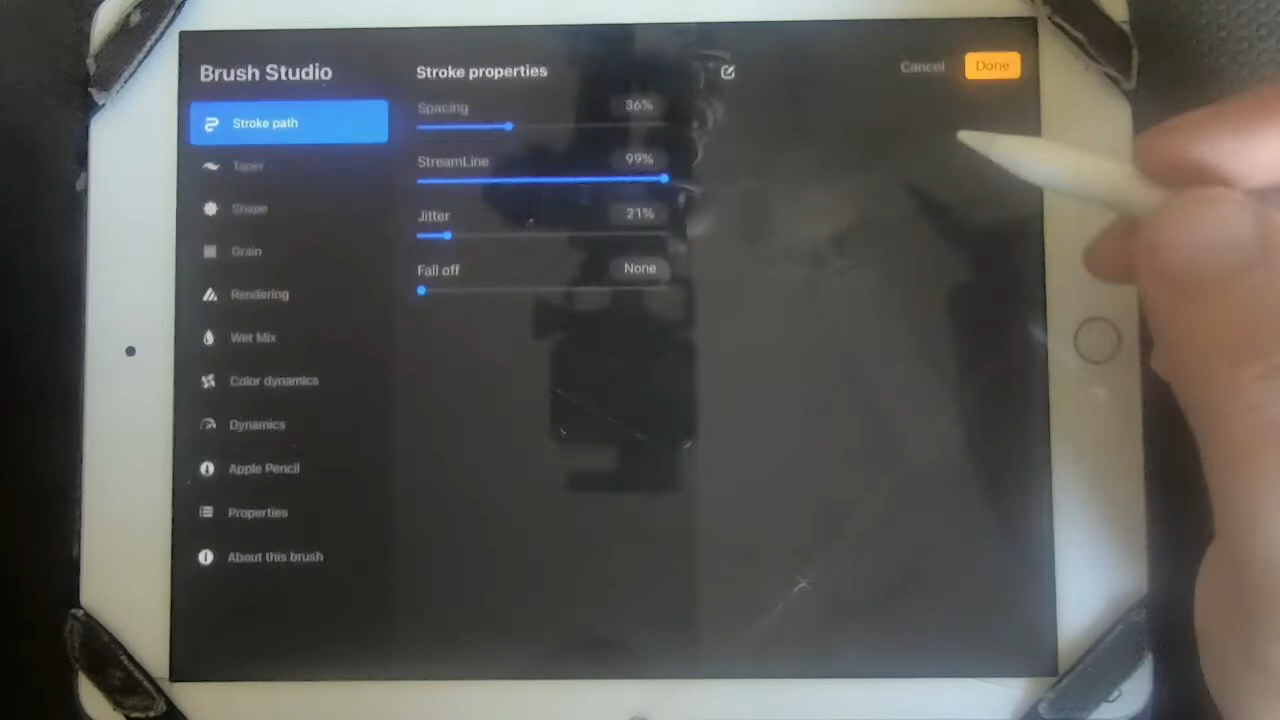 Brush Studio
Stroke path
Taper
Shape
Grain
Rendering
Wet Mix
Color dynamics
Dynamics
Apple Pencil
Properties
About this brush
Stroke properties
Spacing 36%
StreamLine 99%
Jitter 21%
Fall off None
Cancel
Done